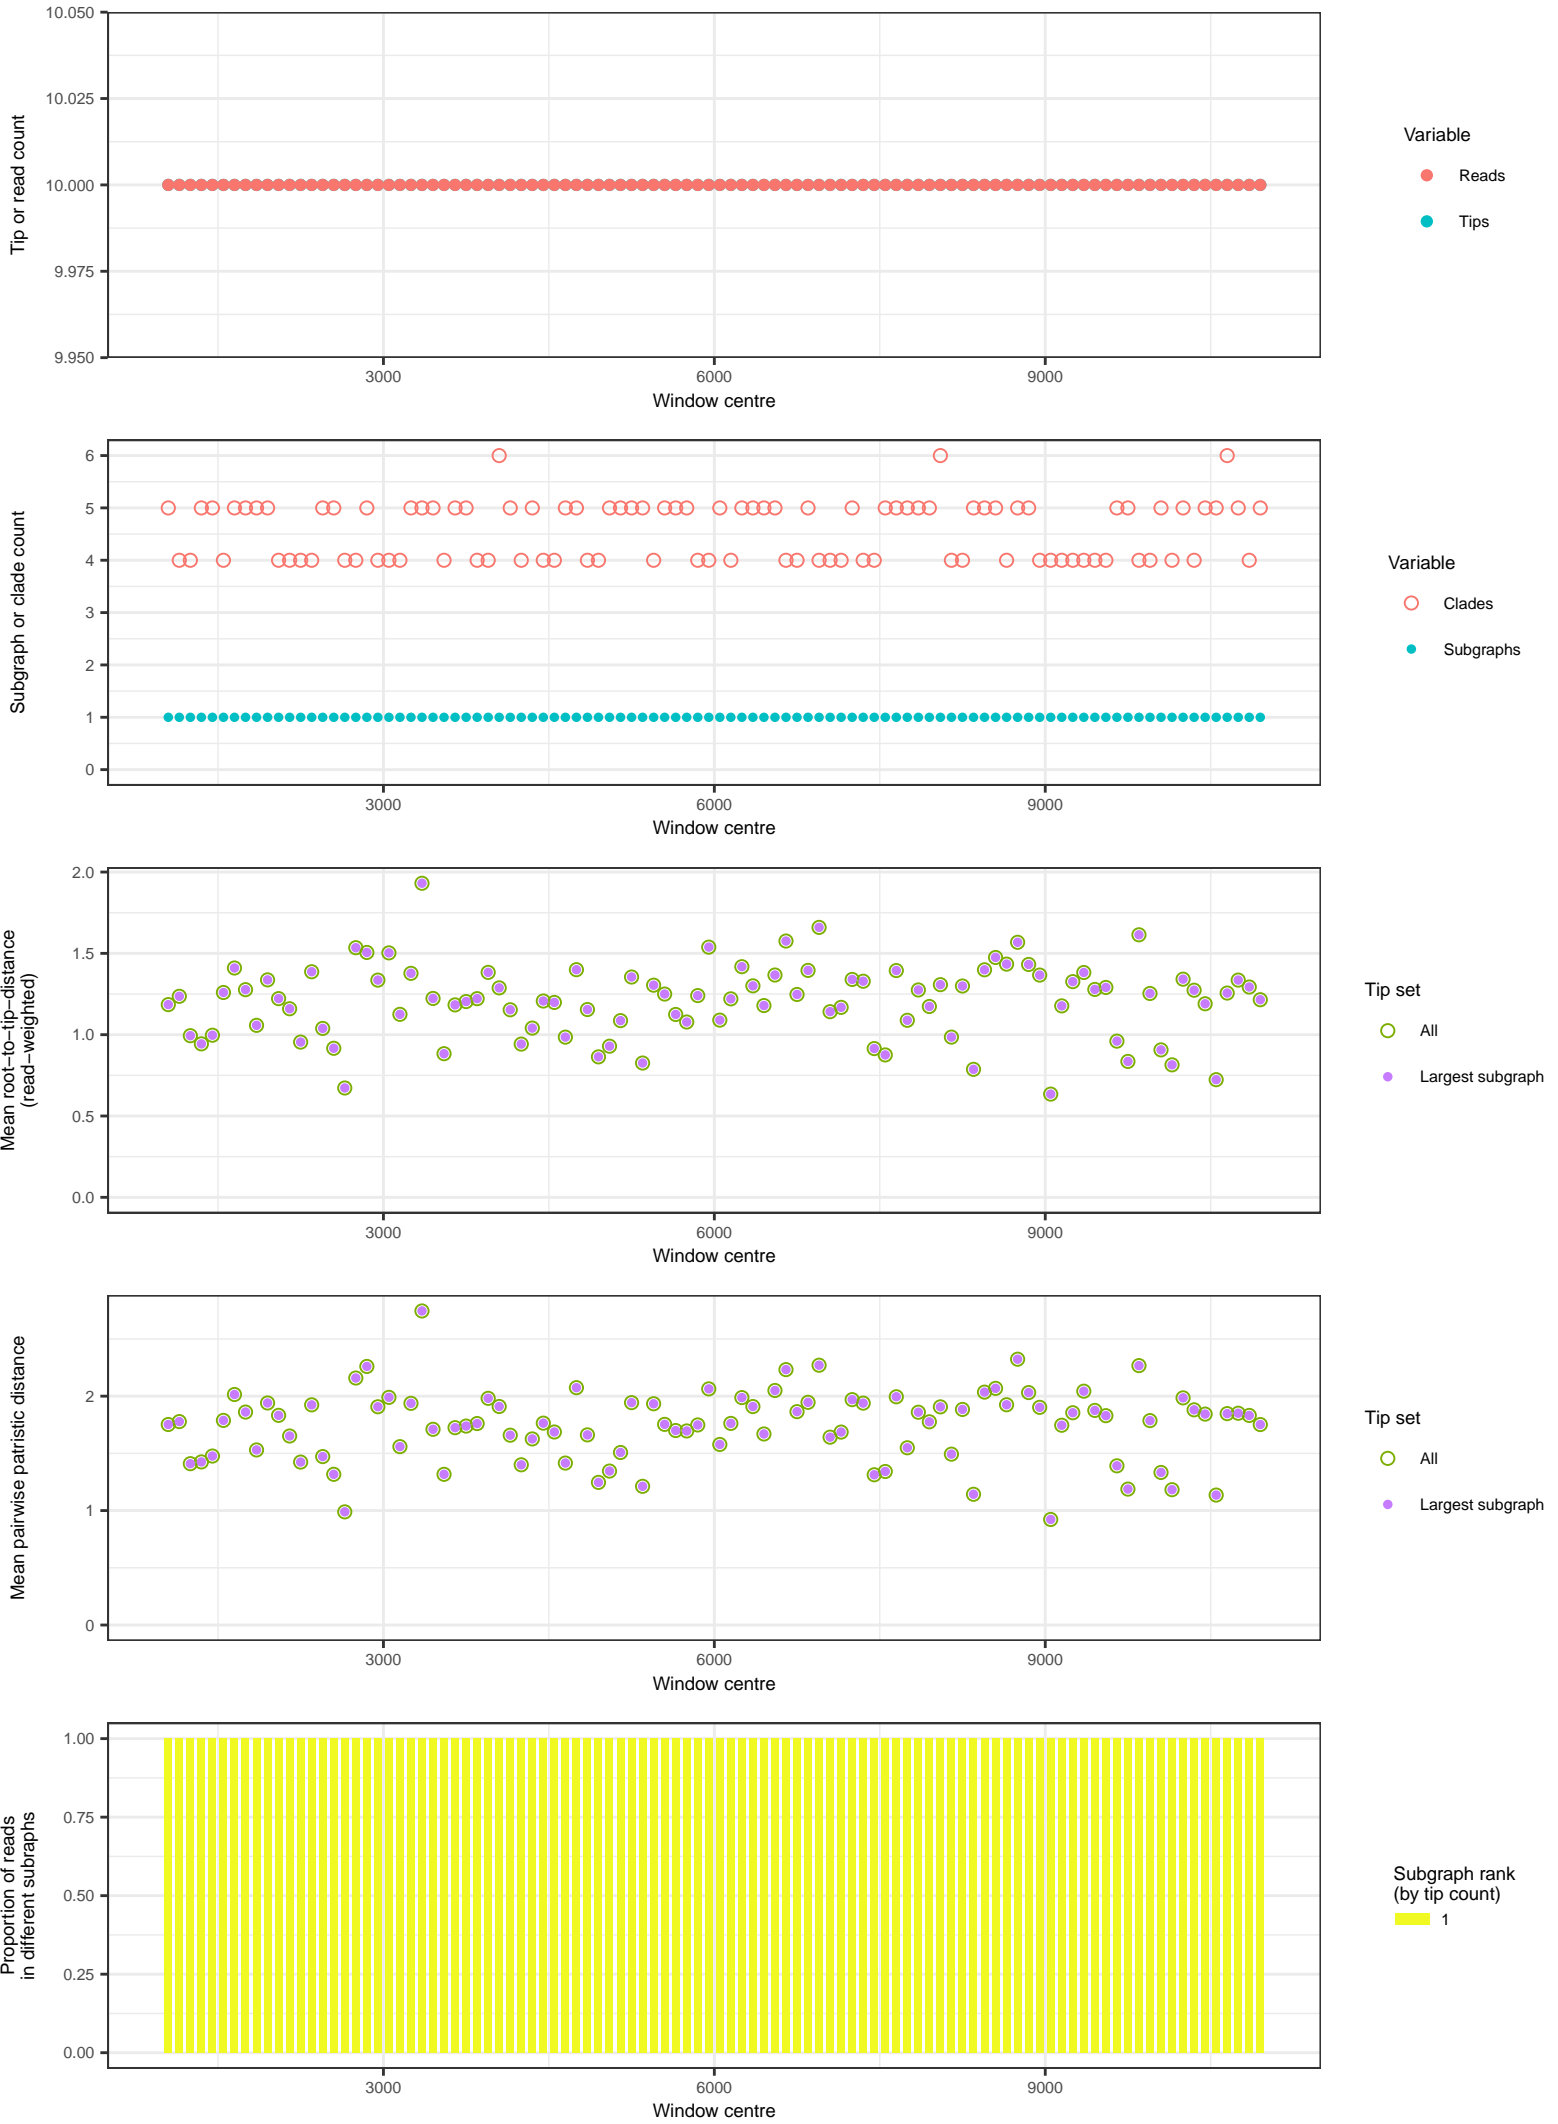 10.050
10.025
10.000
9.975
9.950
Tip or read count
3000
6000
9000
Window centre
Variable
Reads
Tips
6
5
4
3
2
1
0
Subgraph or clade count
3000
6000
9000
Window centre
Variable
Clades
Subgraphs
2.0
1.5
1.0
0.5
0.0
Mean root−to−tip−distance
(read−weighted)
3000
6000
9000
Window centre
Tip set
All
Largest subgraph
2
1
0
Mean pairwise patristic distance
3000
6000
9000
Window centre
Tip set
All
Largest subgraph
1.00
0.75
0.50
0.25
0.00
Proportion of reads
in different subraphs
3000
6000
9000
Window centre
Subgraph rank
(by tip count)
1